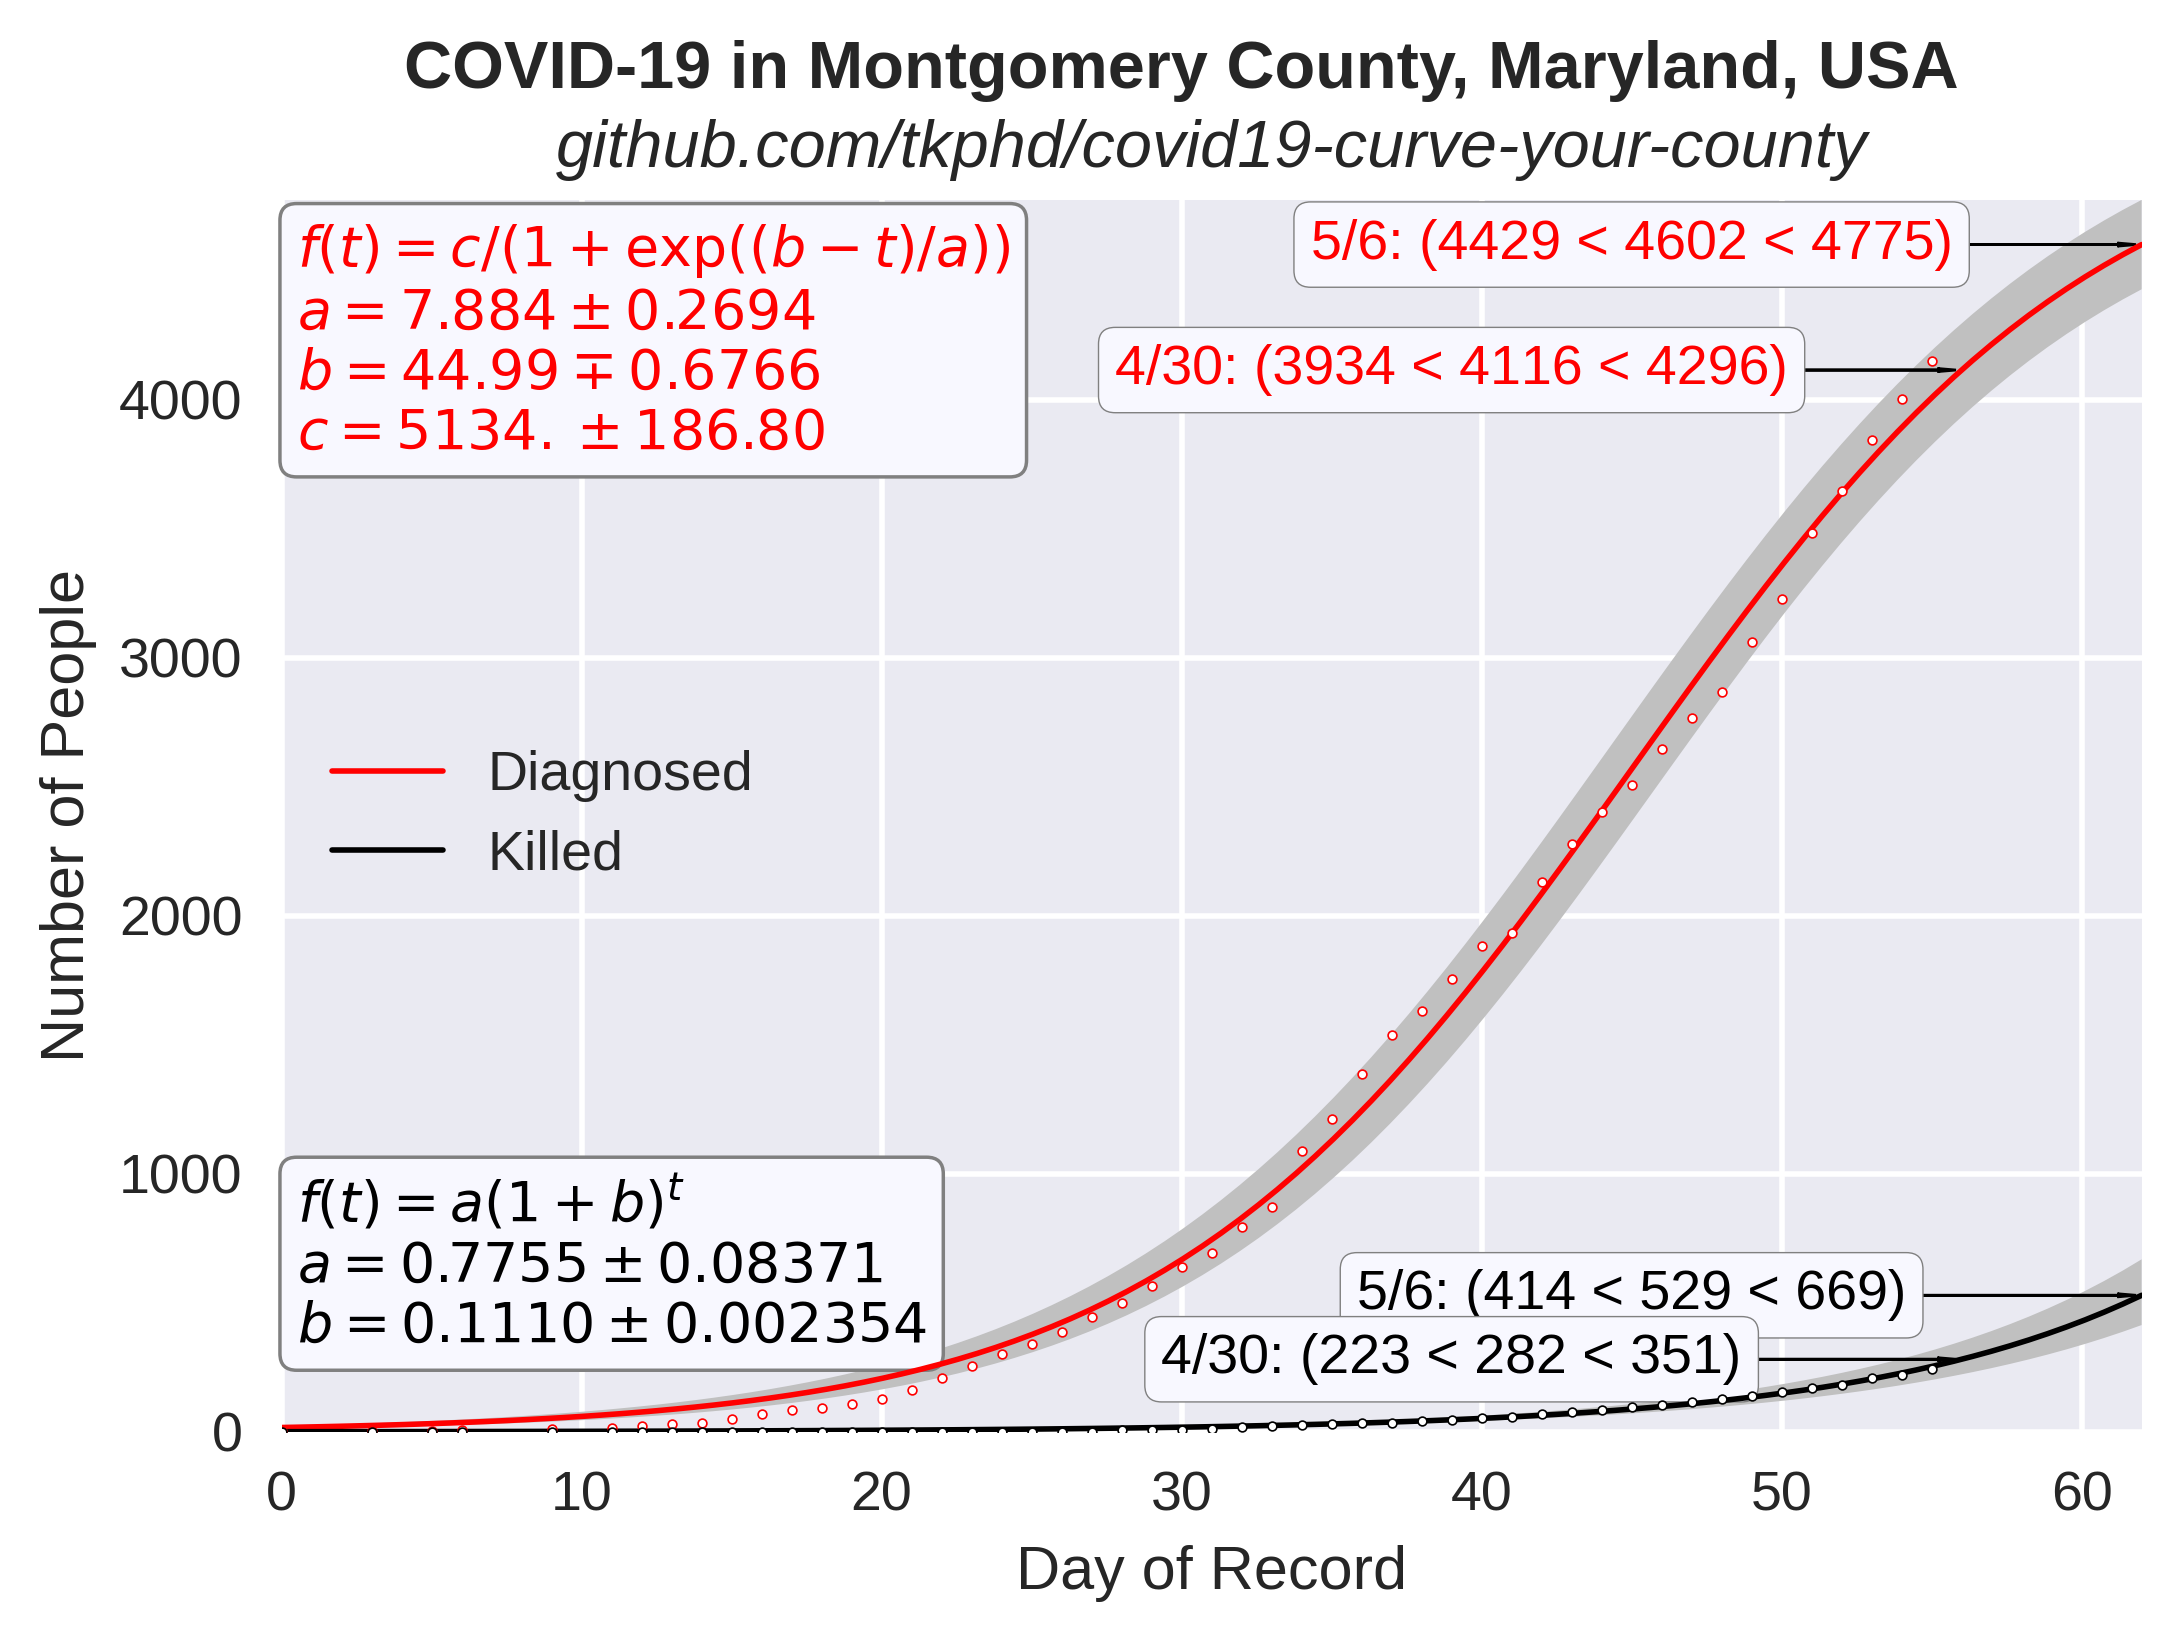 COVID-19 in Montgomery County, Maryland, USA
github.com/tkphd/covid19-curve-your-county
f(t) = c/(1 + exp((b − t)/a))
a = 7.884 ± 0.2694
b = 44.99 ∓ 0.6766
c = 5134. ± 186.80
5/6: (4429 < 4602 < 4775)
4/30: (3934 < 4116 < 4296)
Number of People
4000
3000
2000
1000
0
Diagnosed
Killed
f(t) = a(1 + b)^t
a = 0.7755 ± 0.08371
b = 0.1110 ± 0.002354
5/6: (414 < 529 < 669)
4/30: (223 < 282 < 351)
0 10 20 30 40 50 60
Day of Record